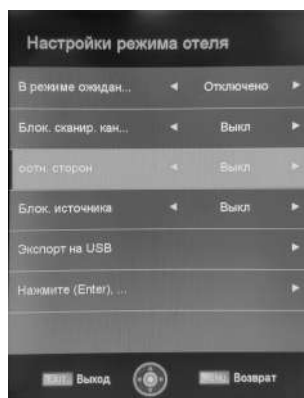 Настройки режима отеля
В режиме ожидан... Отключено
Блок. сканир. кан... Выкл
оотн. сторон Выкл
Блок. источника Выкл
Экспорт на USB
Нажмите (Enter), ...
EXIT Выход MENU Возврат